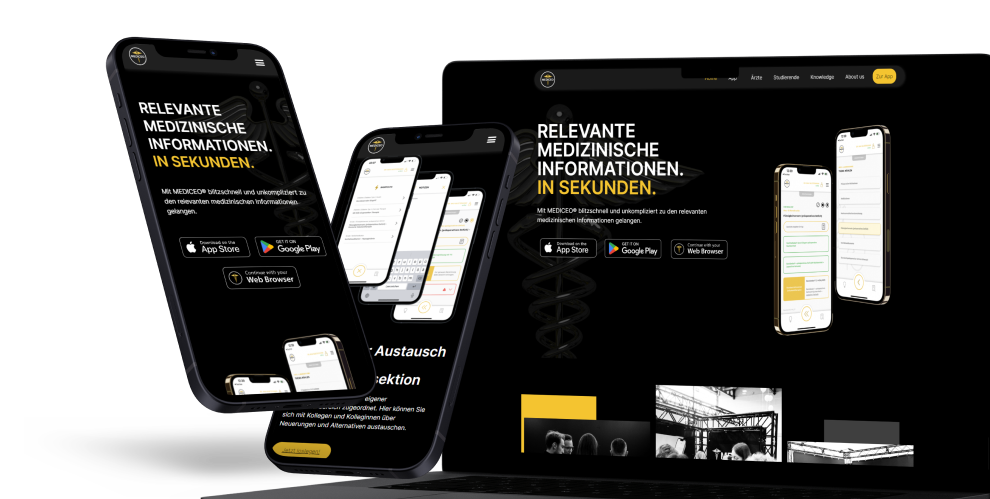 MEDICEO
RELEVANTE
MEDIZINISCHE
INFORMATIONEN.
IN SEKUNDEN.
Mit MEDICEO® blitzschnell und unkompliziert zu
den relevanten medizinischen Informationen
gelangen.
Download on the
App Store
GET IT ON
Google Play
Continue with your
Web Browser
MEDICEO
Austausch
sektion
eigener
zugeordnet. Hier können Sie
sich mit Kollegen und Kolleginnen über
Neuerungen und Alternativen austauschen.
MEDICEO
Home App Ärzte Studierende Knowledge About us Zur App
RELEVANTE
MEDIZINISCHE
INFORMATIONEN.
IN SEKUNDEN.
Mit MEDICEO® blitzschnell und unkompliziert zu den relevanten
medizinischen Informationen gelangen.
Download on the
App Store
GET IT ON
Google Play
Continue with your
Web Browser